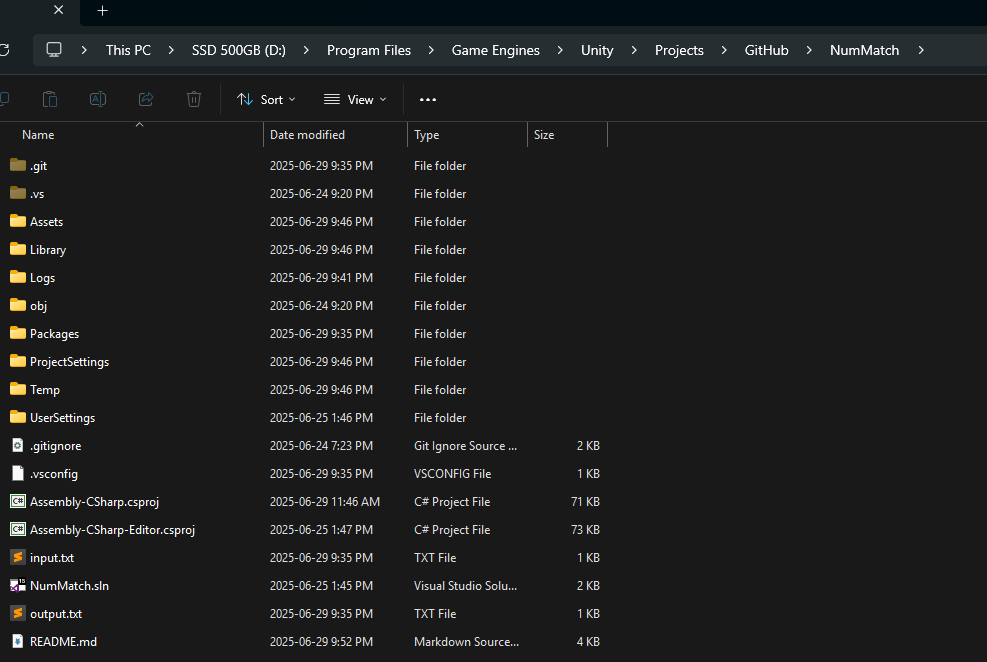 This PC > SSD 500GB (D:) > Program Files > Game Engines > Unity > Projects > GitHub > NumMatch >
Sort View ...
Name Date modified Type Size
.git 2025-06-29 9:35 PM File folder
.vs 2025-06-24 9:20 PM File folder
Assets 2025-06-29 9:46 PM File folder
Library 2025-06-29 9:46 PM File folder
Logs 2025-06-29 9:41 PM File folder
obj 2025-06-24 9:20 PM File folder
Packages 2025-06-29 9:35 PM File folder
ProjectSettings 2025-06-29 9:46 PM File folder
Temp 2025-06-29 9:46 PM File folder
UserSettings 2025-06-25 1:46 PM File folder
.gitignore 2025-06-24 7:23 PM Git Ignore Source ... 2 KB
.vsconfig 2025-06-29 9:35 PM VSCONFIG File 1 KB
Assembly-CSharp.csproj 2025-06-29 11:46 AM C# Project File 71 KB
Assembly-CSharp-Editor.csproj 2025-06-25 1:47 PM C# Project File 73 KB
input.txt 2025-06-29 9:35 PM TXT File 1 KB
NumMatch.sln 2025-06-25 1:45 PM Visual Studio Solu... 2 KB
output.txt 2025-06-29 9:35 PM TXT File 1 KB
README.md 2025-06-29 9:52 PM Markdown Source... 4 KB